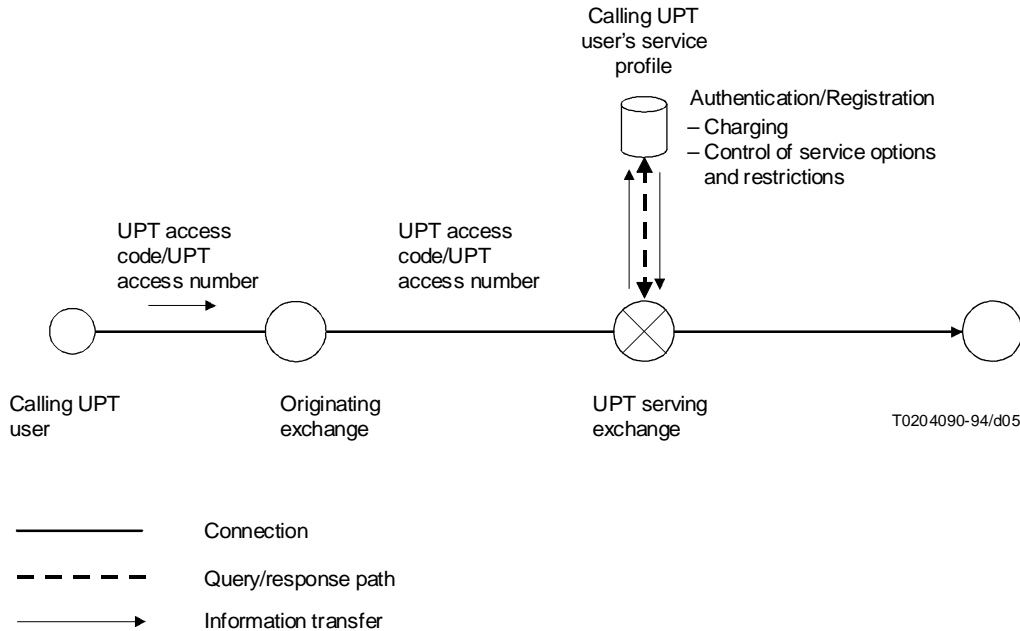 Calling UPT
user's service
profile
Authentication/Registration
– Charging
– Control of service options
and restrictions
UPT access
code/UPT
access number
UPT access
code/UPT
access number
Calling UPT
user
Originating
exchange
UPT serving
exchange
T0204090-94/d05
Connection
Query/response path
Information transfer